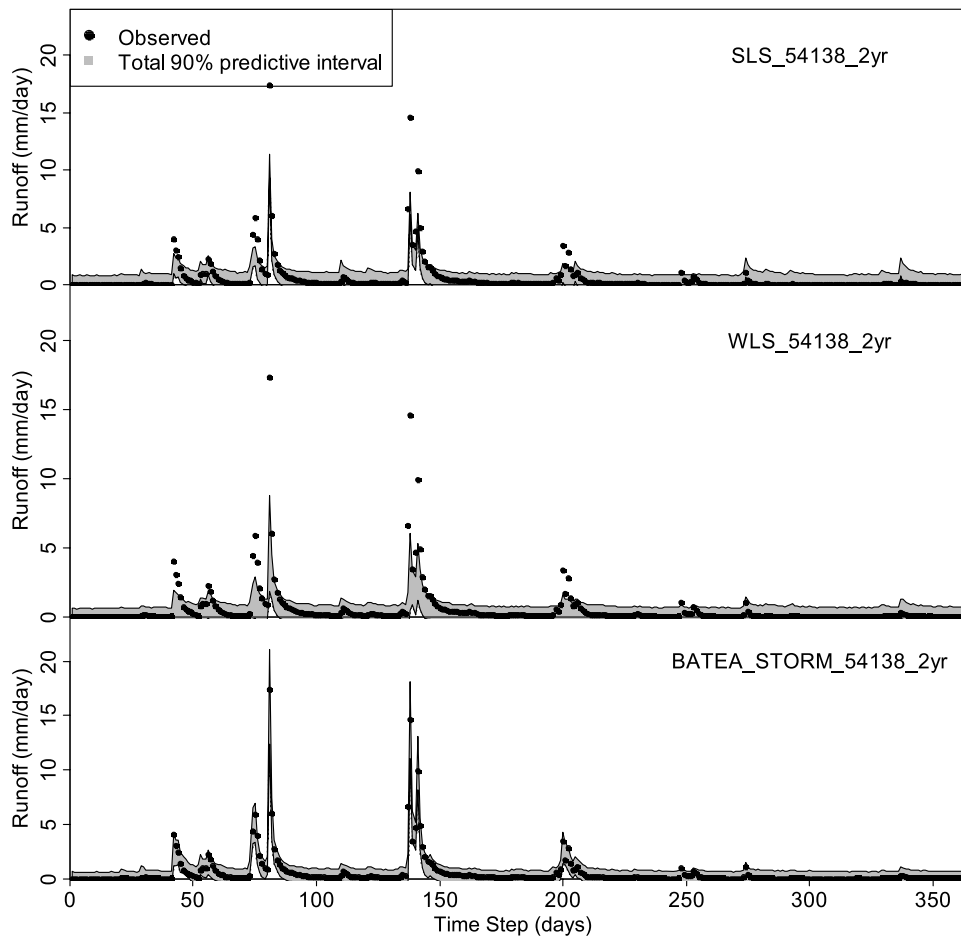 Observed
Total 90% predictive interval
SLS_54138_2yr
Runoff (mm/day)
20
15
10
5
0
WLS_54138_2yr
Runoff (mm/day)
20
15
10
5
0
BATEA_STORM_54138_2yr
Runoff (mm/day)
20
15
10
5
0
0 50 100 150 200 250 300 350
Time Step (days)